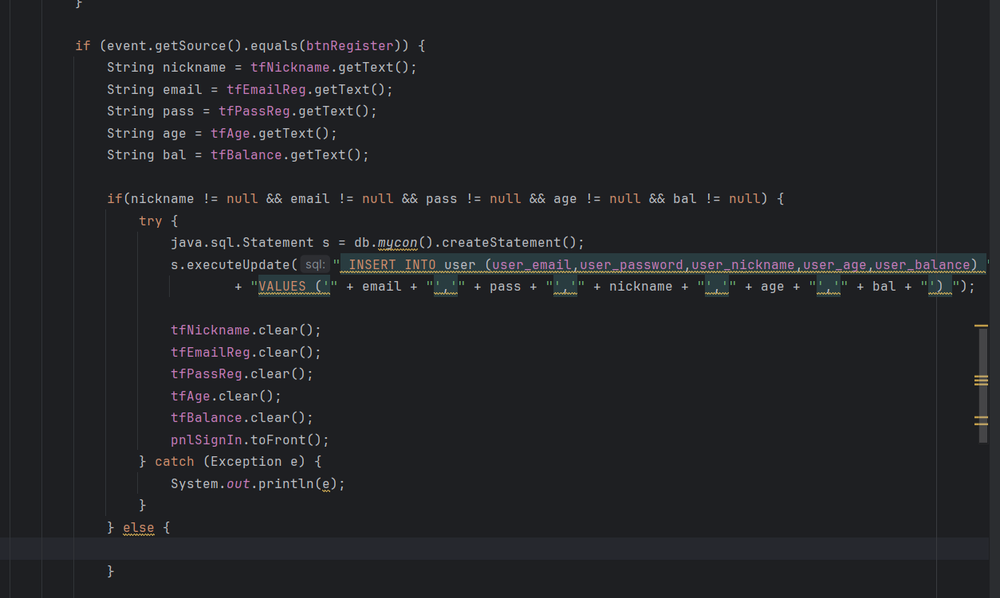 }
if (event.getSource().equals(btnRegister)) {
String nickname = tfNickname.getText();
String email = tfEmailReg.getText();
String pass = tfPassReg.getText();
String age = tfAge.getText();
String bal = tfBalance.getText();
if(nickname != null && email != null && pass != null && age != null && bal != null) {
try {
java.sql.Statement s = db.mycon().createStatement();
s.executeUpdate( sql: " INSERT INTO user (user_email,user_password,user_nickname,user_age,user_balance) "
+ "VALUES ('" + email + "','" + pass + "','" + nickname + "','" + age + "','" + bal + "') ");
tfNickname.clear();
tfEmailReg.clear();
tfPassReg.clear();
tfAge.clear();
tfBalance.clear();
pnlSignIn.toFront();
} catch (Exception e) {
System.out.println(e);
}
} else {
}